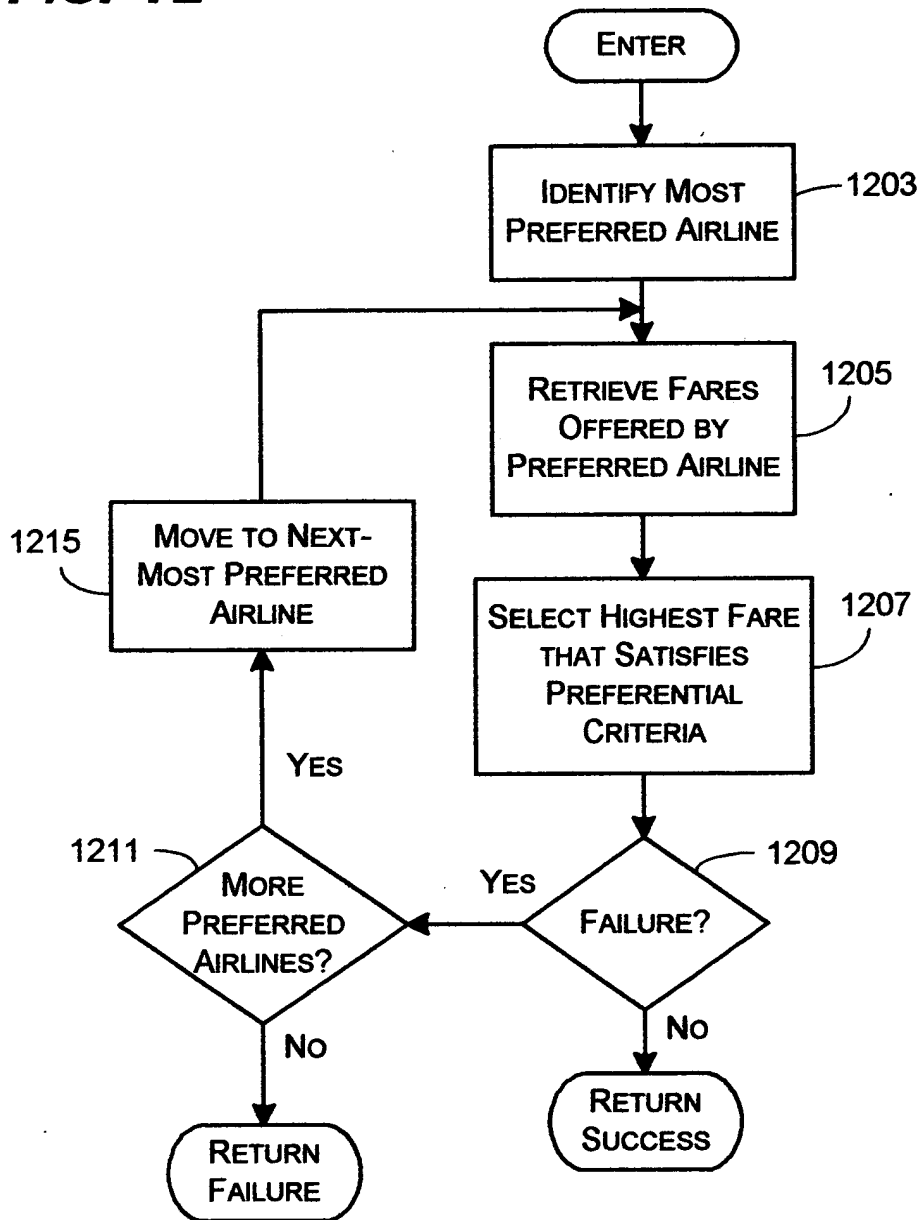 ENTER
IDENTIFY MOST
PREFERRED AIRLINE
1203
RETRIEVE FARES
OFFERED BY
PREFERRED AIRLINE
1205
MOVE TO NEXT-
MOST PREFERRED
AIRLINE
1215
SELECT HIGHEST FARE
THAT SATISFIES
PREFERENTIAL
CRITERIA
1207
YES
1211
MORE
PREFERRED
AIRLINES?
YES
FAILURE?
1209
NO
NO
RETURN
SUCCESS
RETURN
FAILURE